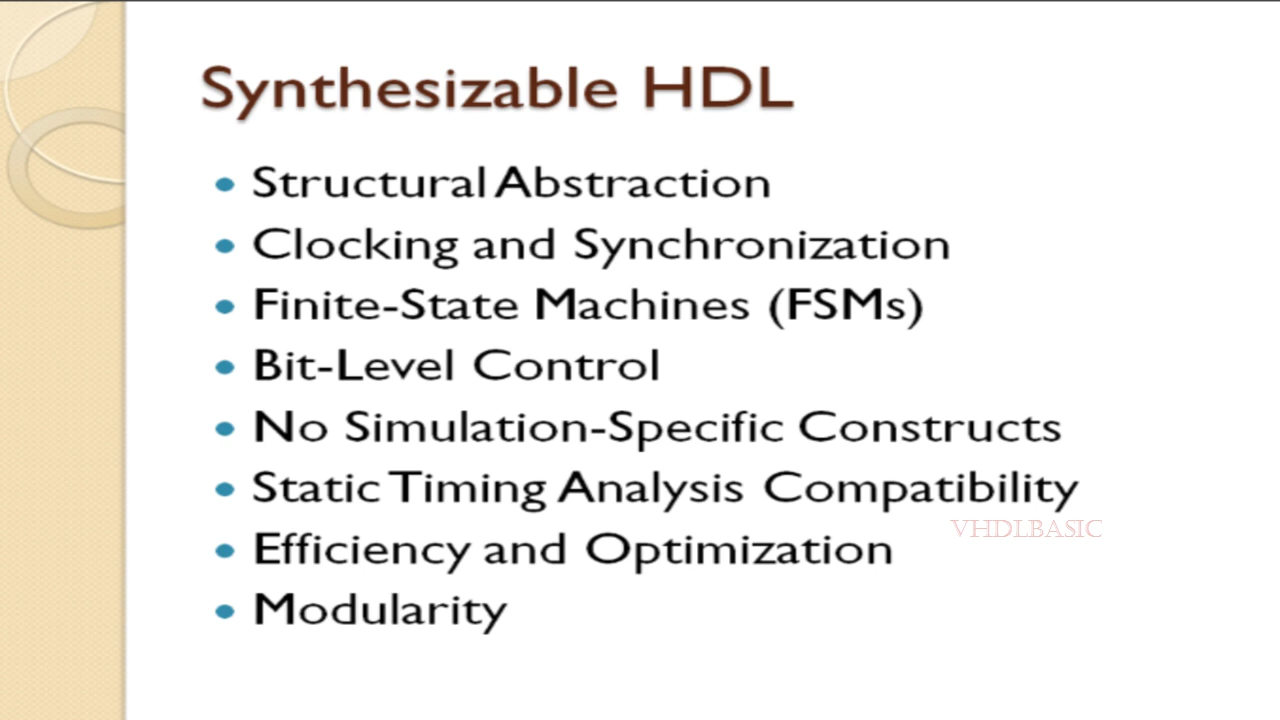 Synthesizable HDL
• Structural Abstraction
• Clocking and Synchronization
• Finite-State Machines (FSMs)
• Bit-Level Control
• No Simulation-Specific Constructs
• Static Timing Analysis Compatibility
VHDLBASIC
• Efficiency and Optimization
• Modularity